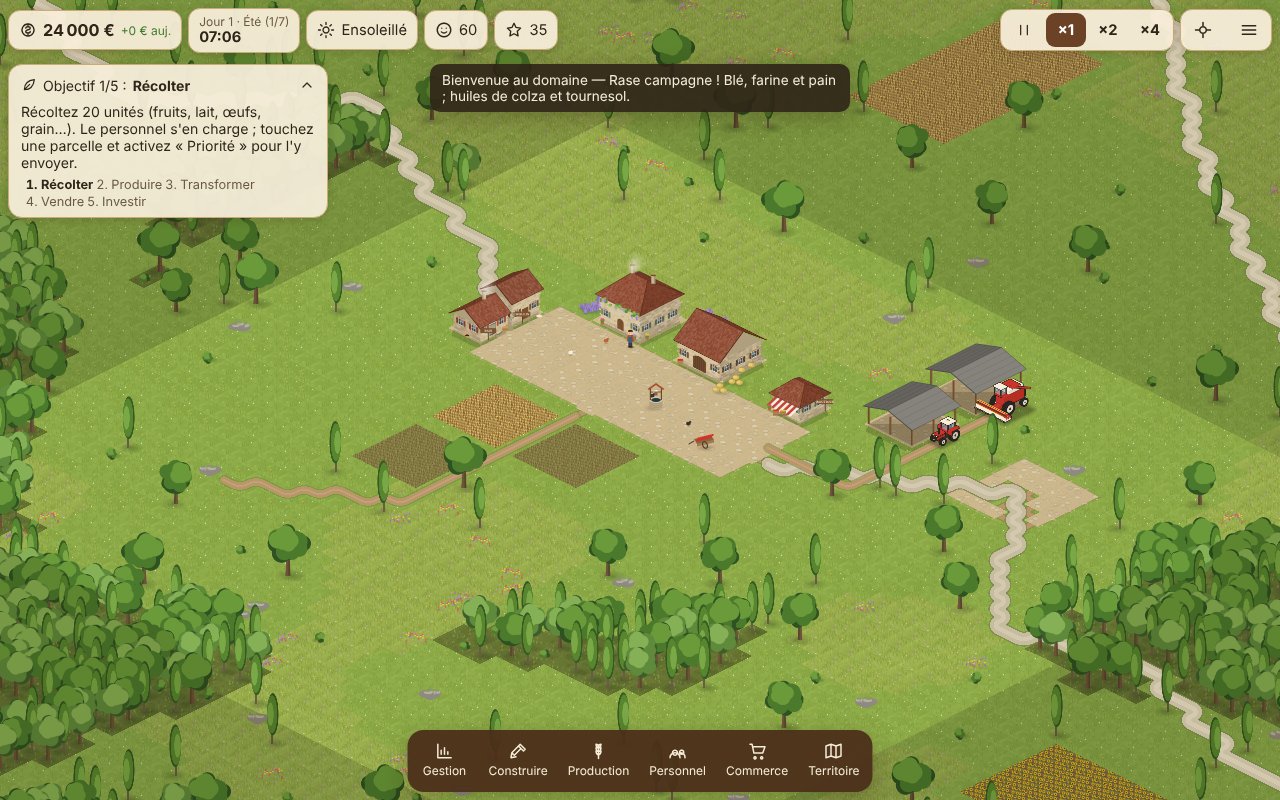 24 000 € +0 € auj.
Jour 1 · Été (1/7)
07:06
Ensoleillé
60
35
×1
×2
×4
Objectif 1/5 : Récolter
Récoltez 20 unités (fruits, lait, œufs,
grain...). Le personnel s'en charge ; touchez
une parcelle et activez « Priorité » pour l'y
envoyer.
1. Récolter 2. Produire 3. Transformer
4. Vendre 5. Investir
Bienvenue au domaine — Rase campagne ! Blé, farine et pain
; huiles de colza et tournesol.
Gestion
Construire
Production
Personnel
Commerce
Territoire